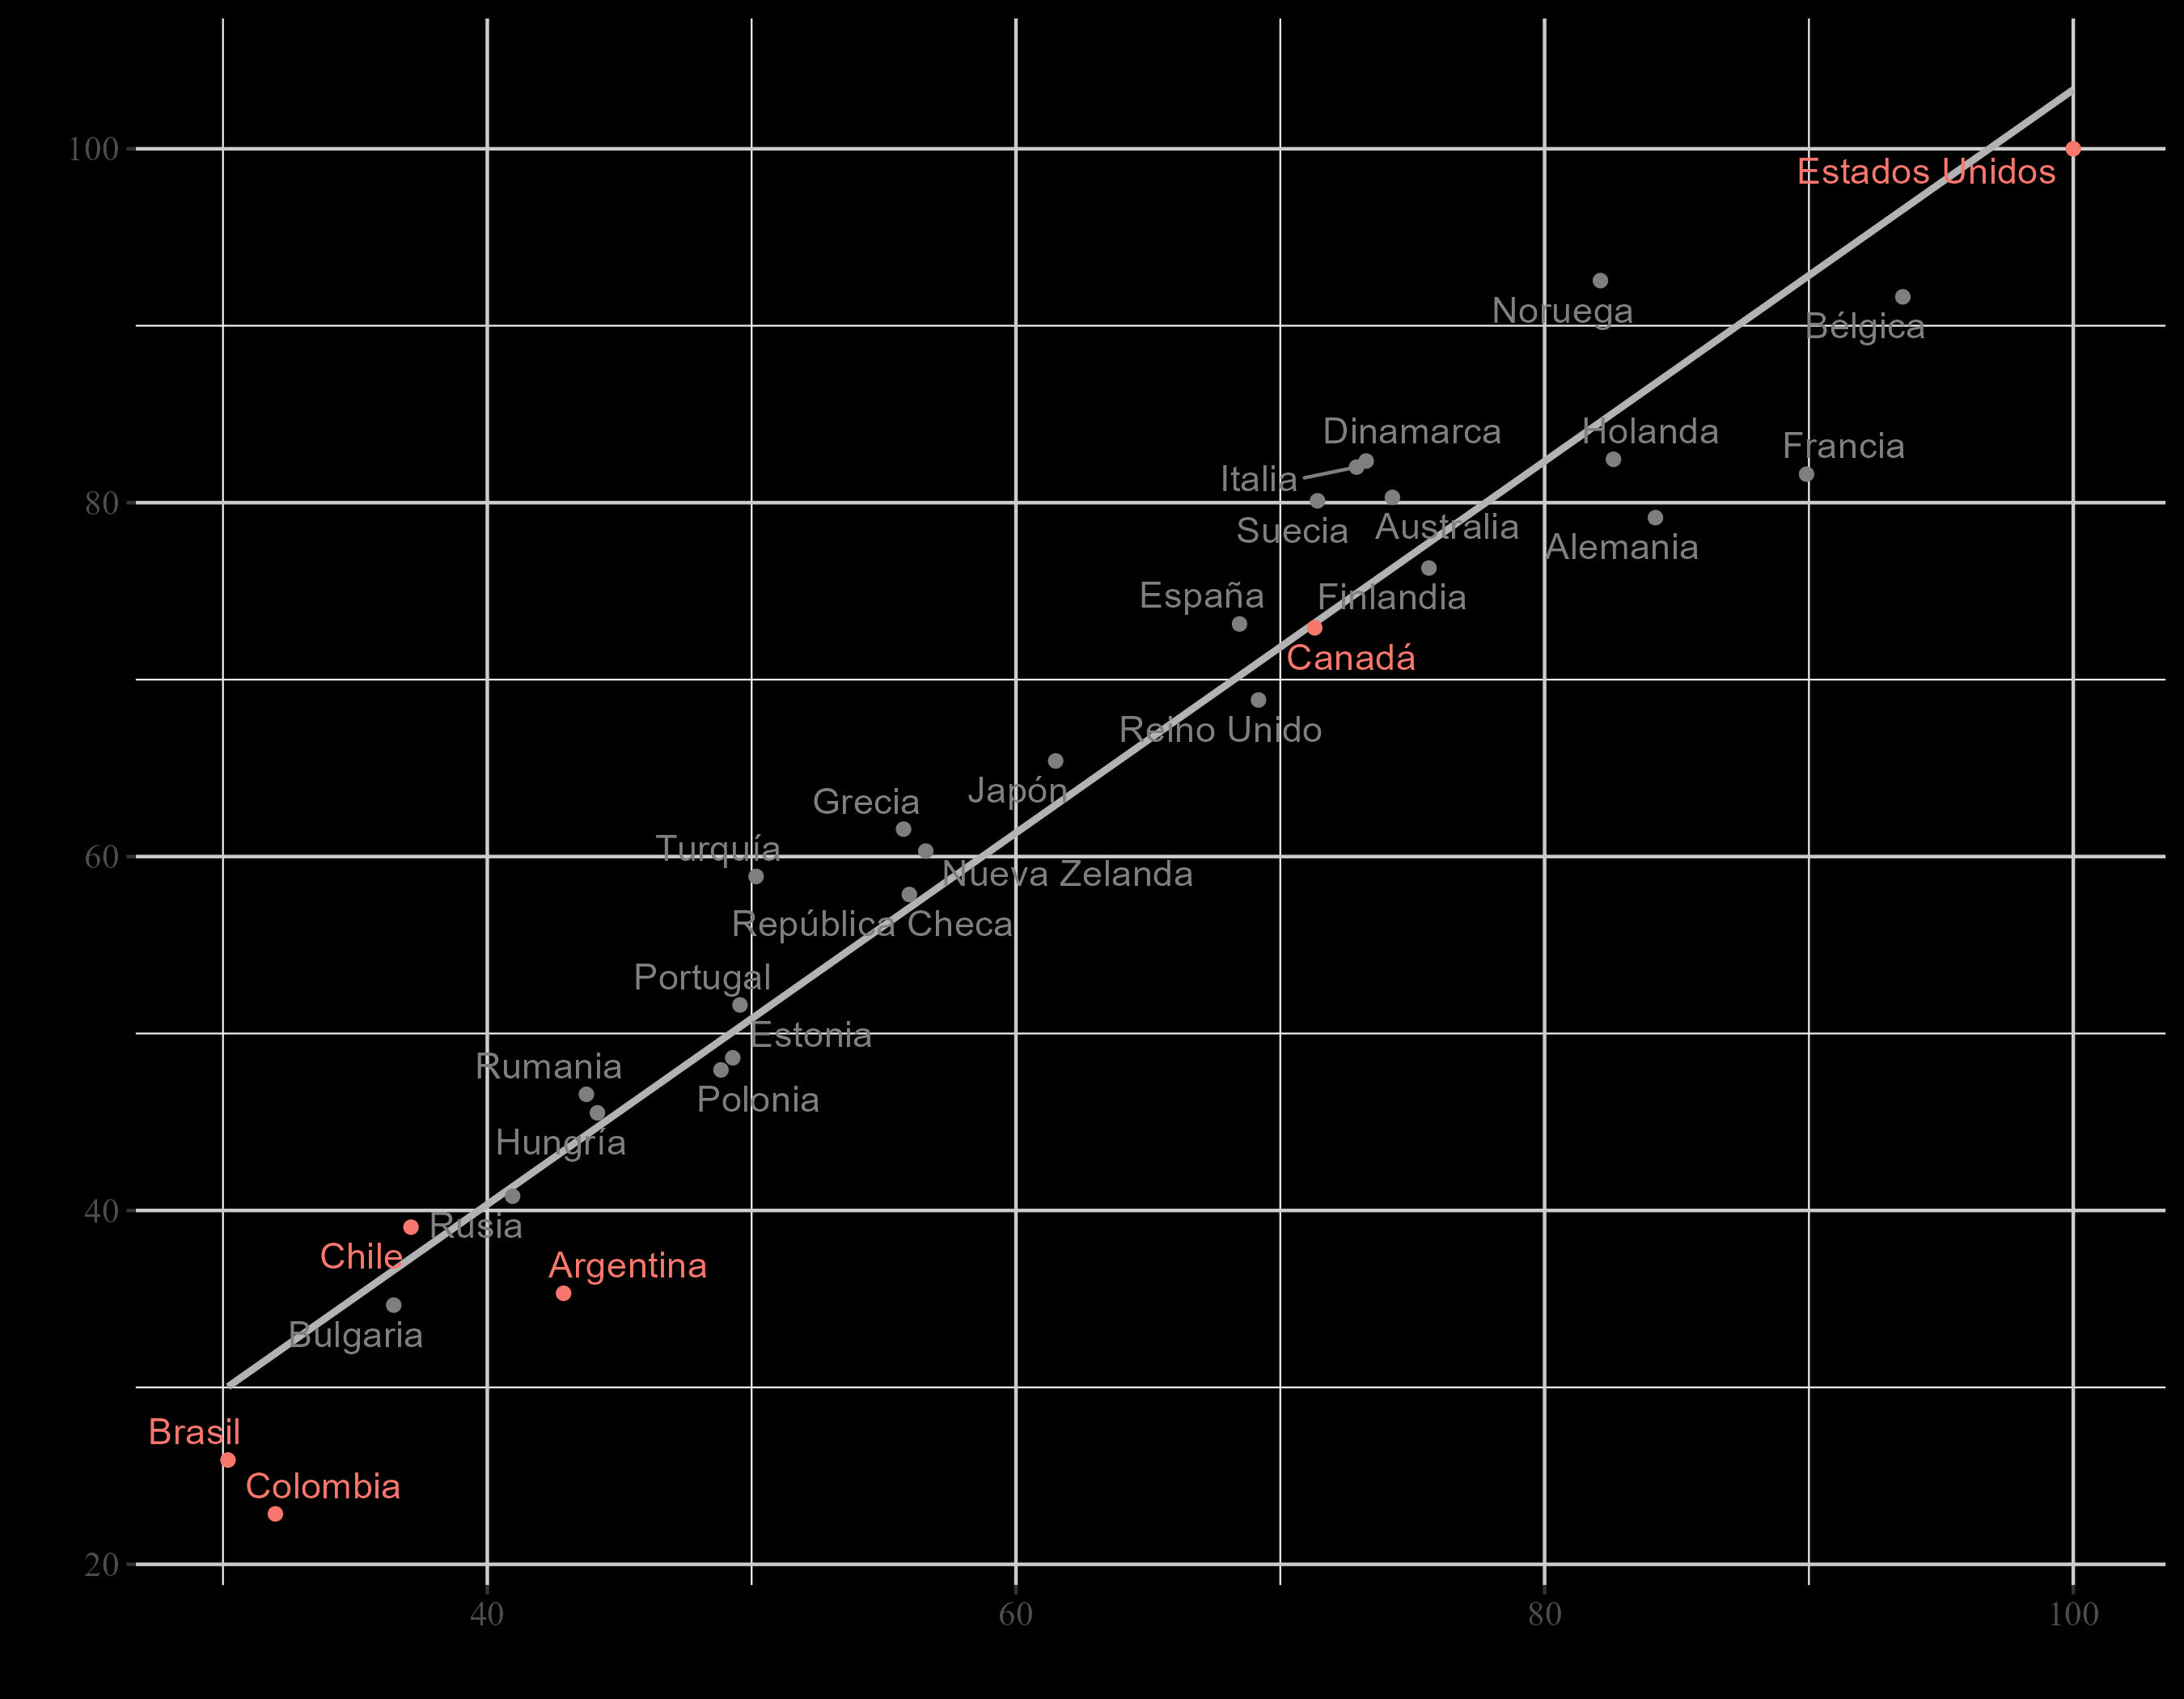 100
Estados Unidos
Noruega
Bélgica
Dinamarca
Holanda
Francia
Italia
80
Suecia
Australia
Alemania
España
Finlandia
Canadá
Reino Unido
Japón
Grecia
Turquía
60
Nueva Zelanda
República Checa
Portugal
Estonia
Rumania
Polonia
Hungría
40
Rusia
Chile
Argentina
Bulgaria
Brasil
Colombia
20
40 60 80 100